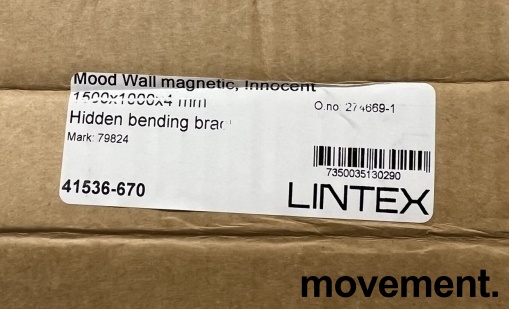 Mood Wall magnetic, Innocent
1500x1000x4 mm
O.no: 274669-1
Hidden bending
Mark: 79824
7350035130290
41536-670
LINTEX
movement.